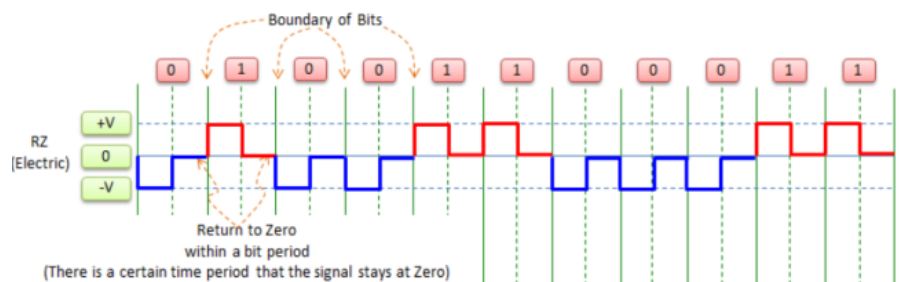 Boundary of Bits
0 1 0 0 1 1 0 0 0 1 1
+V
RZ
(Electric)
0
-V
Return to Zero
within a bit period
(There is a certain time period that the signal stays at Zero)